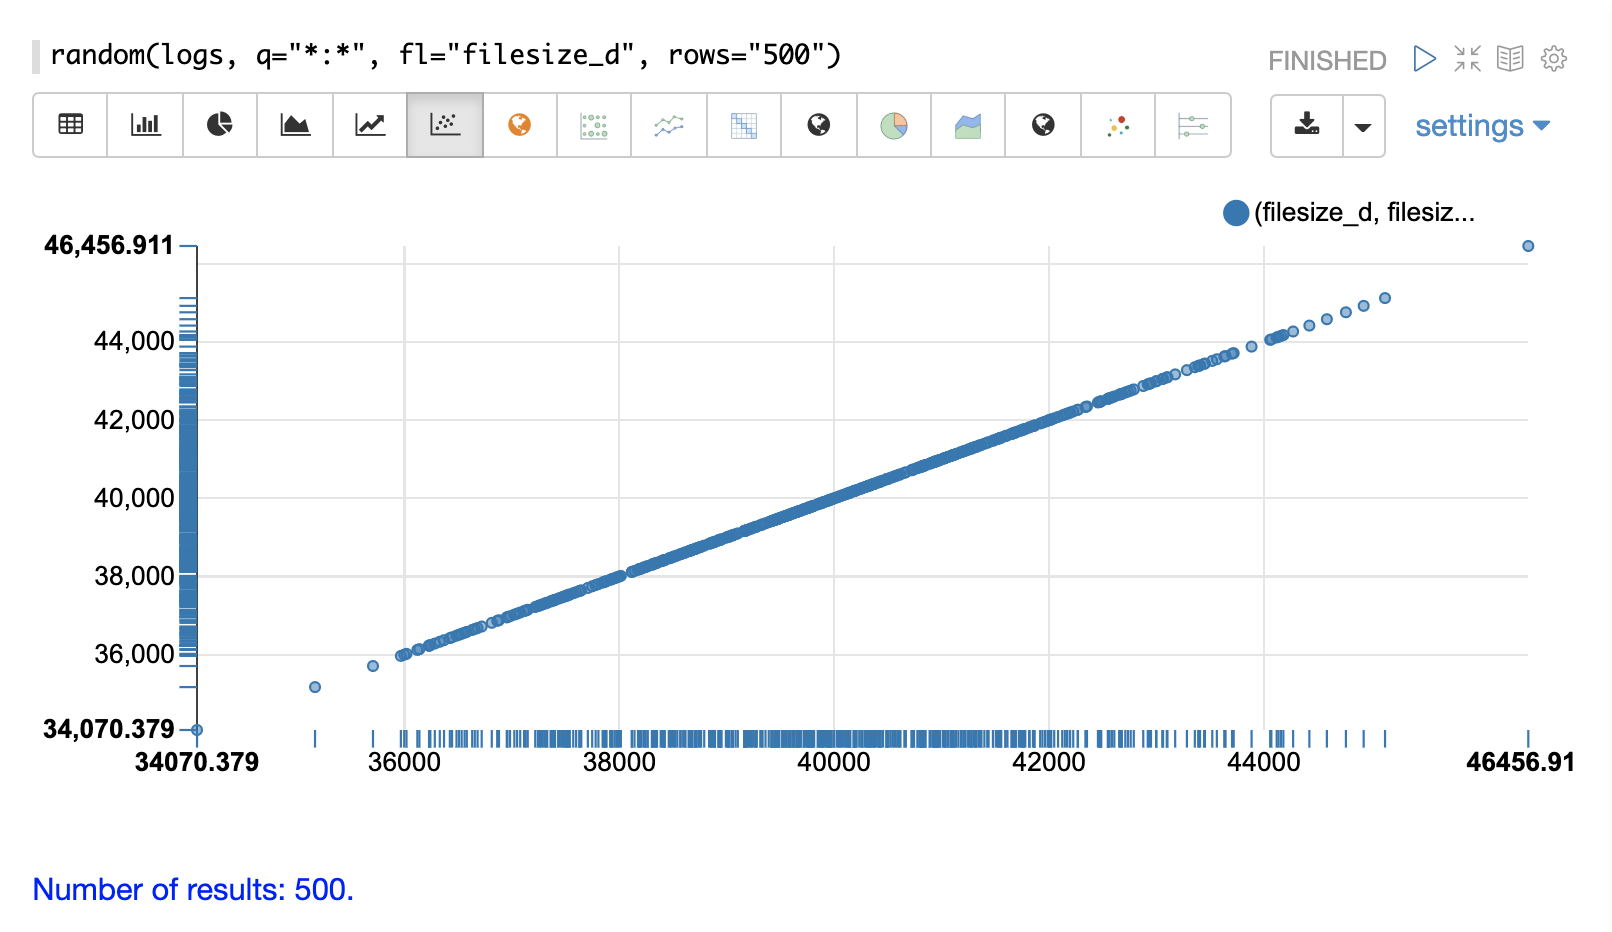 random(logs, q="*:*", fl="filesize_d", rows="500")
FINISHED
settings
(filesize_d, filesiz...
46,456.911
44,000
42,000
40,000
38,000
36,000
34,070.379
34070.379 36000 38000 40000 42000 44000 46456.91
Number of results: 500.